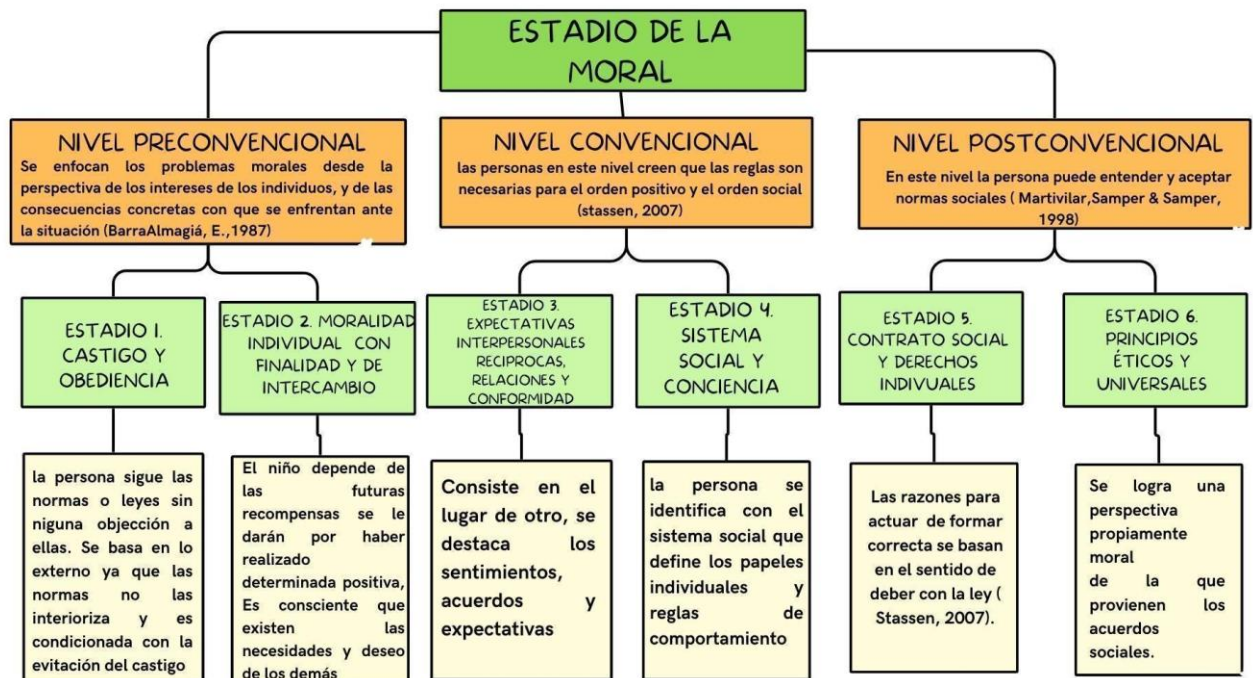 ESTADIO DE LA
MORAL
NIVEL PRECONVENCIONAL
Se enfocan los problemas morales desde la
perspectiva de los intereses de los individuos, y de las
consecuencias concretas con que se enfrentan ante
la situación (BarraAlmagiá, E.,1987)
NIVEL CONVENCIONAL
las personas en este nivel creen que las reglas son
necesarias para el orden positivo y el orden social
(stassen, 2007)
NIVEL POSTCONVENCIONAL
En este nivel la persona puede entender y aceptar
normas sociales ( Martivilar,Samper & Samper,
1998)
ESTADIO 1.
CASTIGO Y
OBEDIENCIA
ESTADIO 2. MORALIDAD
INDIVIDUAL CON
FINALIDAD Y DE
INTERCAMBIO
ESTADIO 3.
EXPECTATIVAS
INTERPERSONALES
RECIPROCAS,
RELACIONES Y
CONFORMIDAD
ESTADIO 4.
SISTEMA
SOCIAL Y
CONCIENCIA
ESTADIO 5.
CONTRATO SOCIAL
Y DERECHOS
INDIVUALES
ESTADIO 6.
PRINCIPIOS
ÉTICOS Y
UNIVERSALES
la persona sigue las
normas o leyes sin
niguna objección a
ellas. Se basa en lo
externo ya que las
normas no las
interioriza y es
condicionada con la
evitación del castigo
El niño depende de
las futuras
recompensas se le
darán por haber
realizado
determinada positiva,
Es consciente que
existen las
necesidades y deseo
de los demás
Consiste en el
lugar de otro, se
destaca los
sentimientos,
acuerdos y
expectativas
la persona se
identifica con el
sistema social que
define los papeles
individuales y
reglas de
comportamiento
Las razones para
actuar de formar
correcta se basan
en el sentido de
deber con la ley (
Stassen, 2007).
Se logra una
perspectiva
propiamente
moral
de la que
provienen los
acuerdos
sociales.